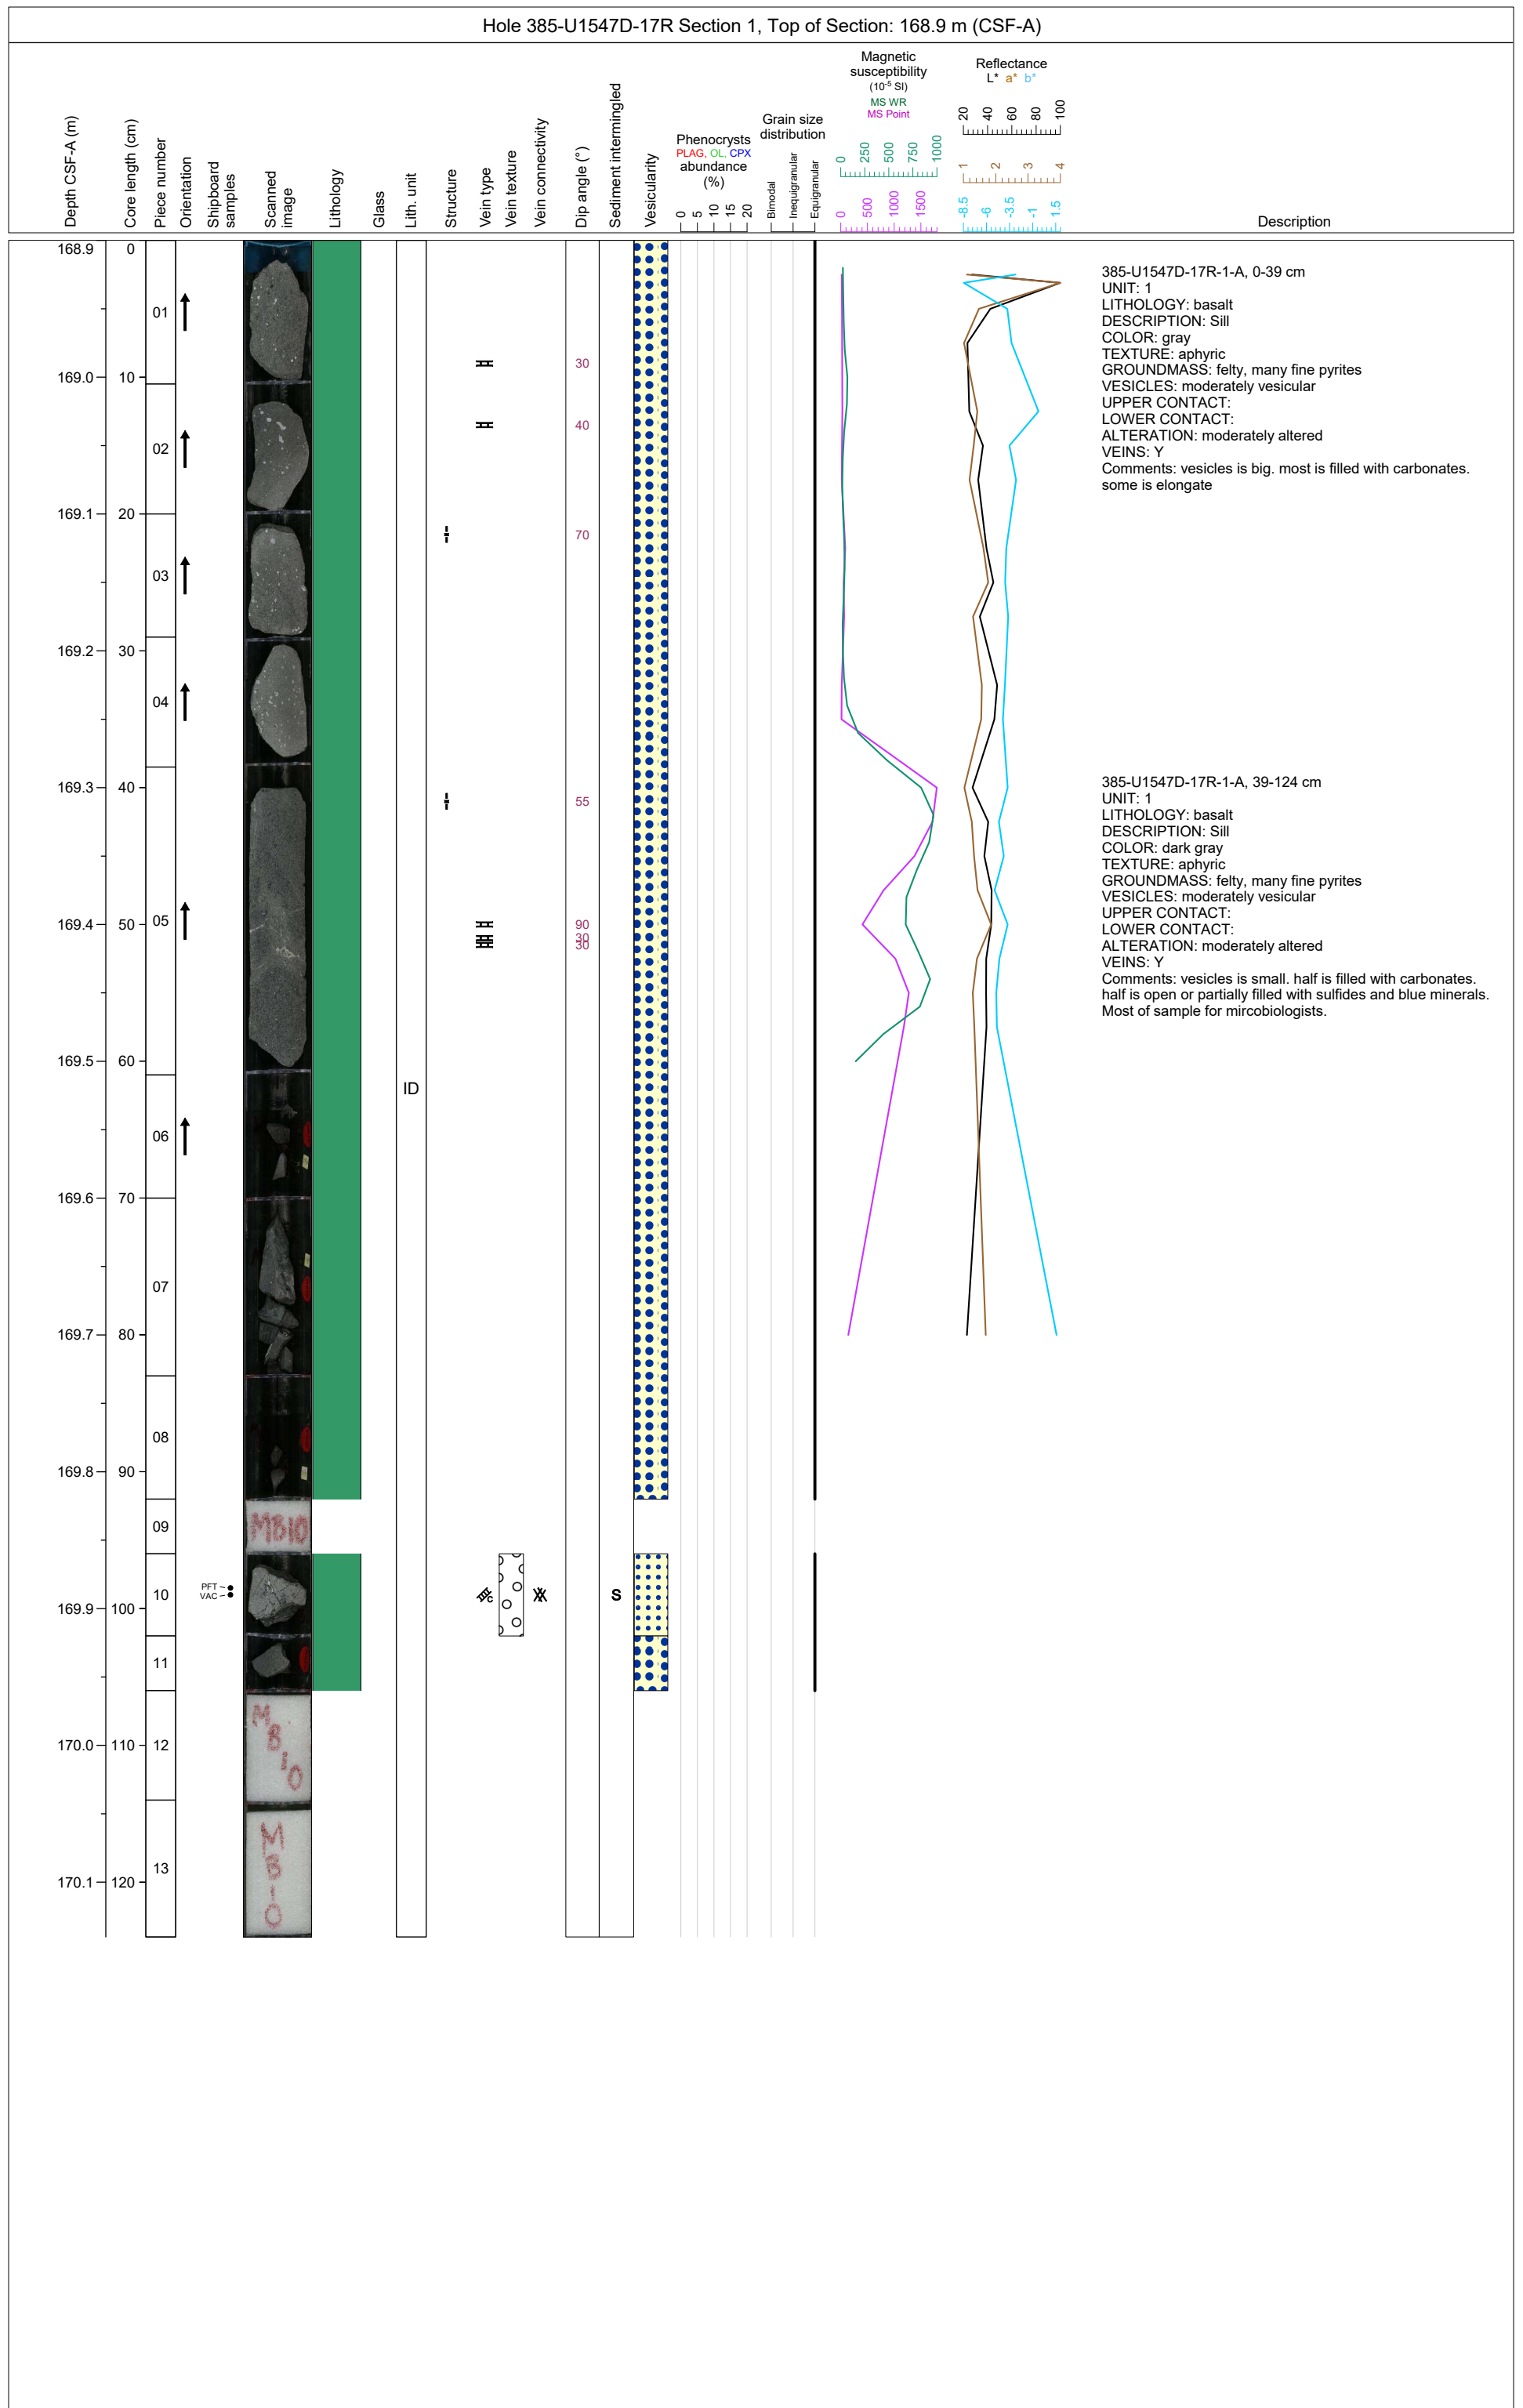 Hole 385-U1547D-17R Section 1, Top of Section: 168.9 m (CSF-A)
Depth CSF-A (m)
Core length (cm)
Piece number
Orientation
Shipboard
samples
Scanned
image
Lithology
Glass
Lith. unit
Structure
Vein type
Vein texture
Vein connectivity
Dip angle (°)
Sediment intermingled
Vesicularity
Phenocrysts
PLAG, OL, CPX
abundance
(%)
0 5 10 15 20
Grain size
distribution
Bimodal
Inequigranular
Equigranular
Magnetic
susceptibility
(10-5 SI)
MS WR
MS Point
0 250 500 750 1000
0 500 1000 1500
Reflectance
L* a* b*
20 40 60 80 100
1 2 3 4
-8.5 -6 -3.5 -1 1.5
Description
168.9 0
01
30
169.0 10
40
02
169.1 20
70
03
169.2 30
04
169.3 40
55
05
169.4 50
90
30
30
169.5 60
ID
06
169.6 70
07
169.7 80
08
169.8 90
09
MBIO
PFT
VAC
10
C
S
169.9 100
11
MBiO
170.0 110
12
MBIO
13
170.1 120
385-U1547D-17R-1-A, 0-39 cm
UNIT: 1
LITHOLOGY: basalt
DESCRIPTION: Sill
COLOR: gray
TEXTURE: aphyric
GROUNDMASS: felty, many fine pyrites
VESICLES: moderately vesicular
UPPER CONTACT:
LOWER CONTACT:
ALTERATION: moderately altered
VEINS: Y
Comments: vesicles is big. most is filled with carbonates.
some is elongate
385-U1547D-17R-1-A, 39-124 cm
UNIT: 1
LITHOLOGY: basalt
DESCRIPTION: Sill
COLOR: dark gray
TEXTURE: aphyric
GROUNDMASS: felty, many fine pyrites
VESICLES: moderately vesicular
UPPER CONTACT:
LOWER CONTACT:
ALTERATION: moderately altered
VEINS: Y
Comments: vesicles is small. half is filled with carbonates.
half is open or partially filled with sulfides and blue minerals.
Most of sample for mircobiologists.